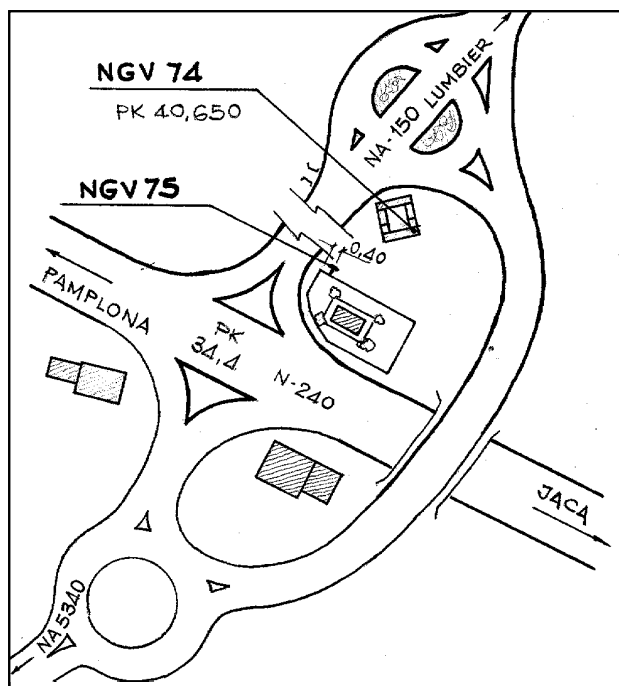 NGV 74
PK 40,650
NA-150 LUMBIER
NGV 75
0,40
PAMPLONA
PK
34,4
N-240
JACA
NA 5340